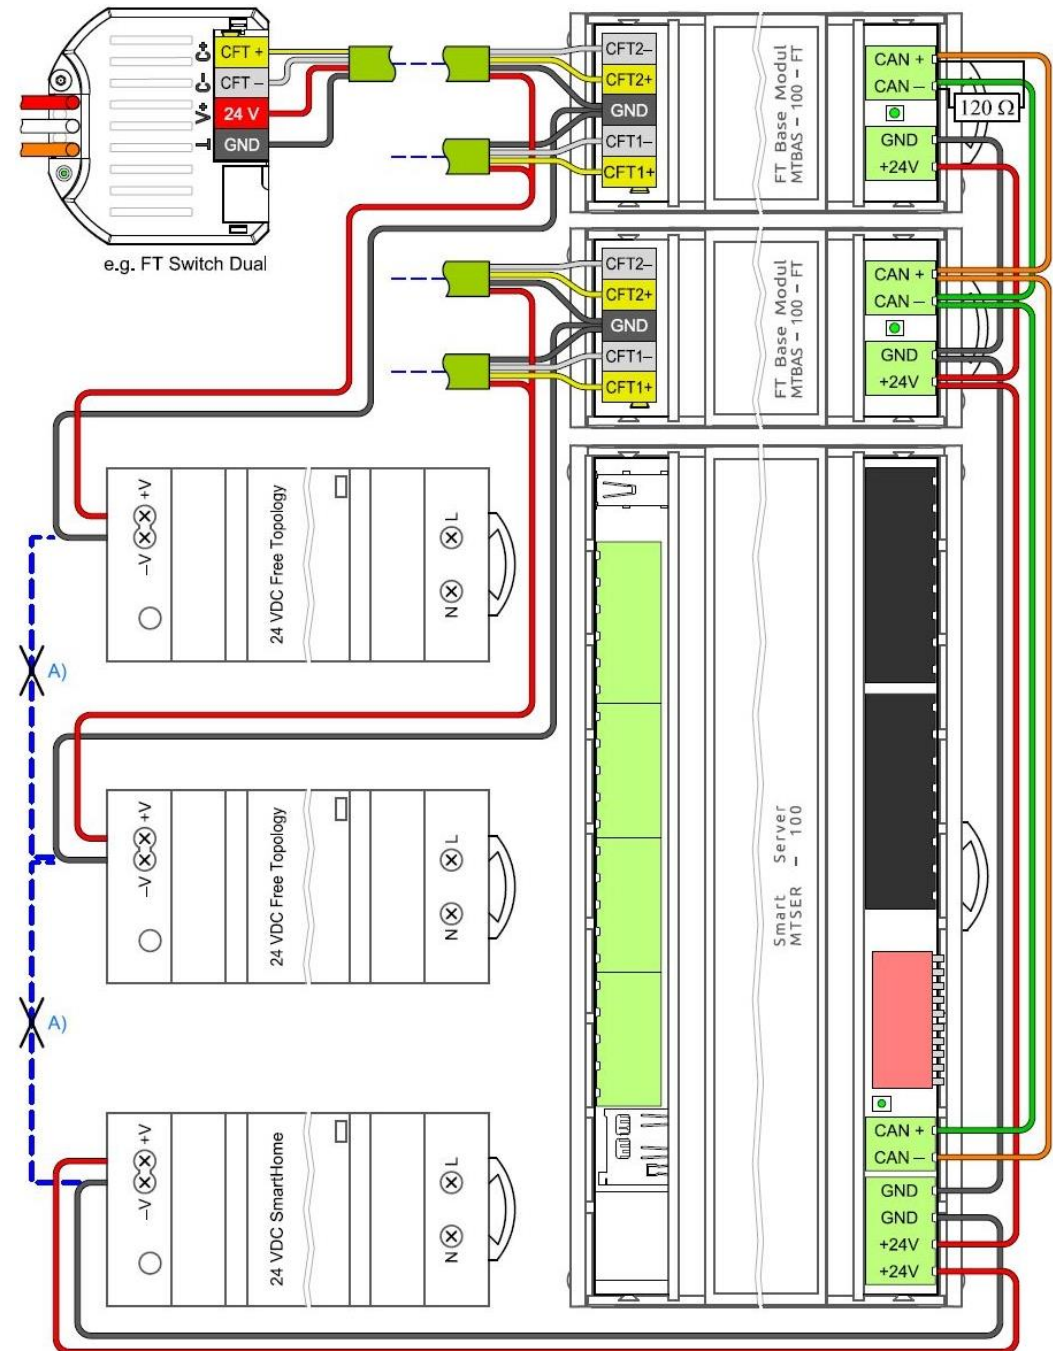 C+
CFT +
C–
CFT –
V+
24 V
⊥
GND
e.g. FT Switch Dual
CFT2–
CFT2+
GND
CFT1–
CFT1+
FT Base Modul
MTBAS – 100 – FT
CAN +
CAN –
120 Ω
GND
+24V
CFT2–
CFT2+
GND
CFT1–
CFT1+
FT Base Modul
MTBAS – 100 – FT
CAN +
CAN –
GND
+24V
+V
–V
24 VDC Free Topology
L
N
A)
+V
–V
24 VDC Free Topology
L
N
A)
+V
–V
24 VDC SmartHome
L
N
Smart Server
MTSER – 100
CAN +
CAN –
GND
GND
+24V
+24V